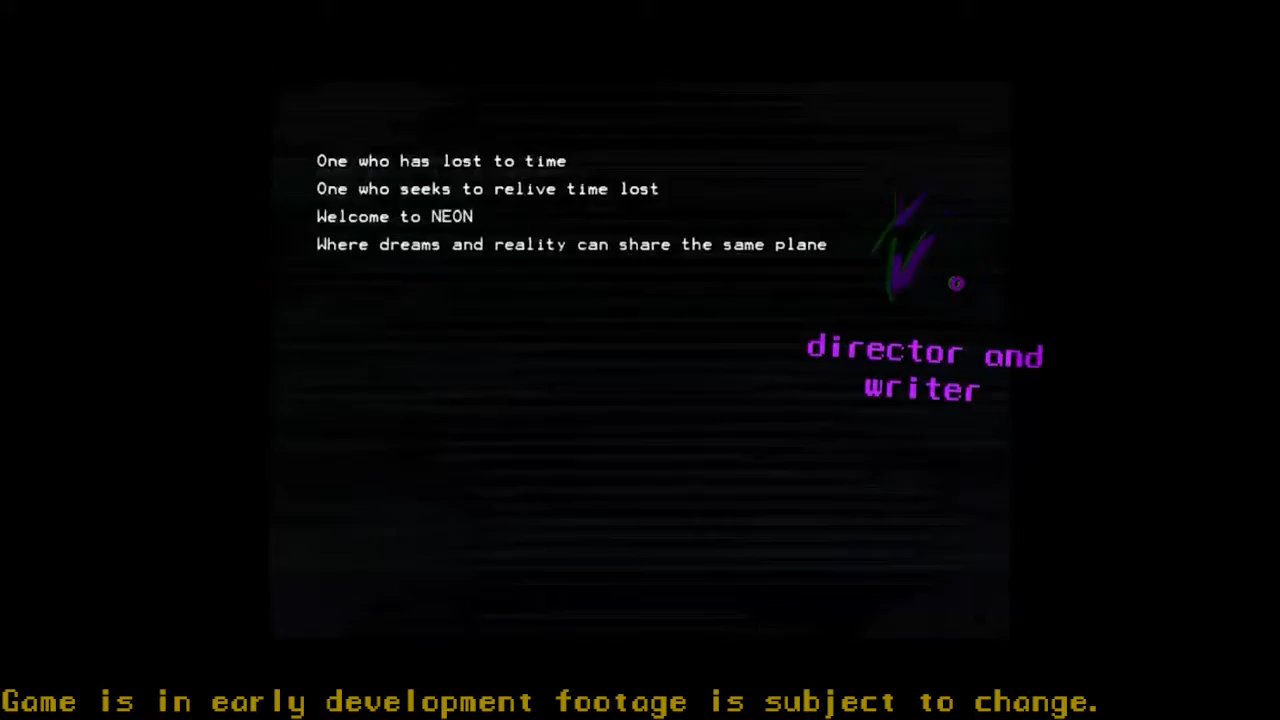 One who has lost to time
One who seeks to relive time lost
Welcome to NEON
Where dreams and reality can share the same plane
director and
writer
Game is in early development footage is subject to change.